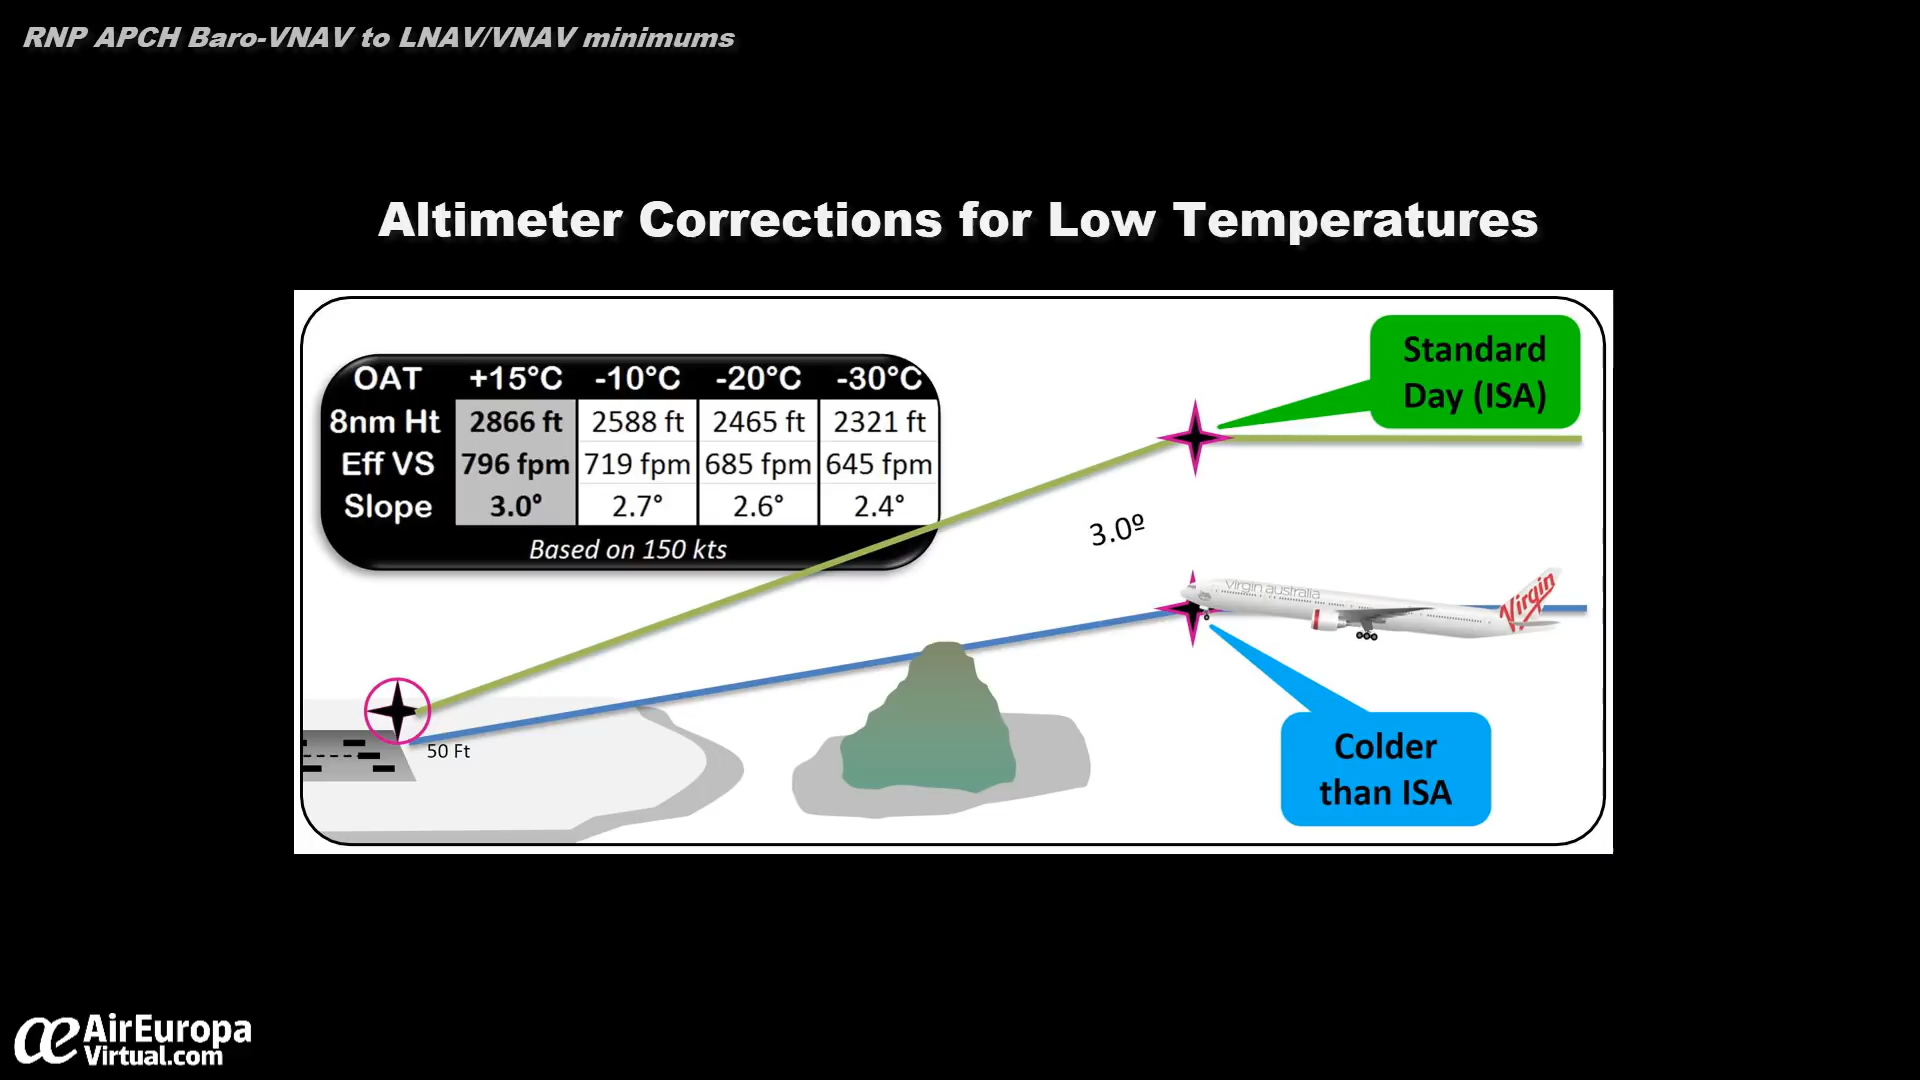 RNP APCH Baro-VNAV to LNAV/VNAV minimums
Altimeter Corrections for Low Temperatures
Standard
Day (ISA)
OAT +15°C -10°C -20°C -30°C
8nm Ht 2866 ft 2588 ft 2465 ft 2321 ft
Eff VS 796 fpm 719 fpm 685 fpm 645 fpm
Slope 3.0° 2.7° 2.6° 2.4°
Based on 150 kts
3.0º
Virgin australia
Virgin
50 Ft
Colder
than ISA
æ AirEuropa
Virtual.com